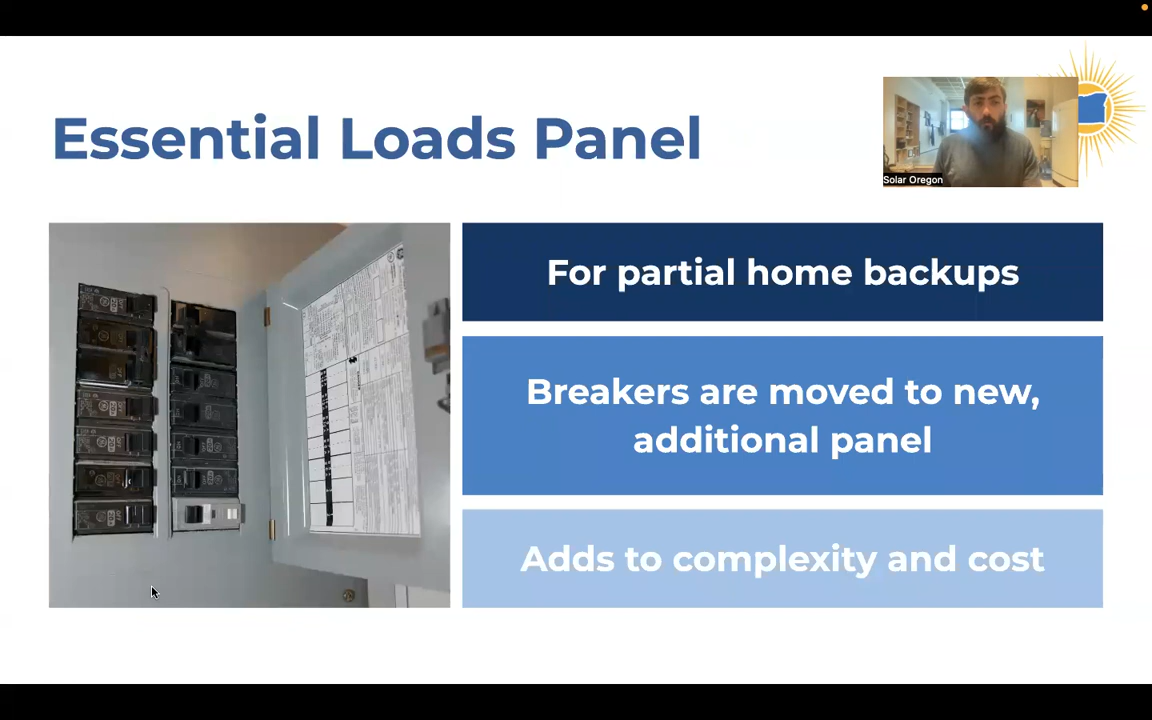 Essential Loads Panel
Solar Oregon
For partial home backups
Breakers are moved to new,
additional panel
Adds to complexity and cost